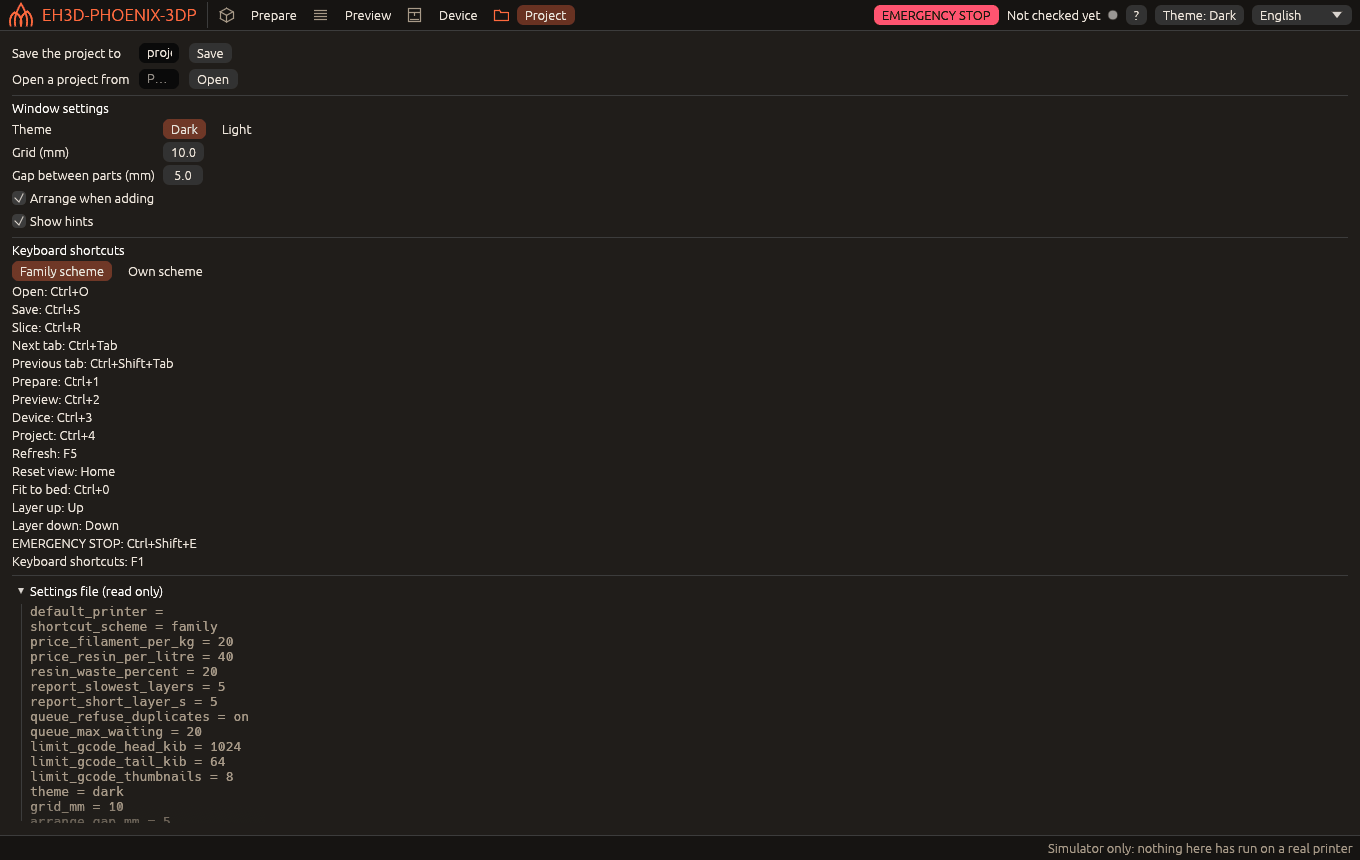 EH3D-PHOENIX-3DP Prepare Preview Device Project EMERGENCY STOP Not checked yet ? Theme: Dark English
Save the project to proj Save
Open a project from P... Open
Window settings
Theme Dark Light
Grid (mm) 10.0
Gap between parts (mm) 5.0
Arrange when adding
Show hints
Keyboard shortcuts
Family scheme Own scheme
Open: Ctrl+O
Save: Ctrl+S
Slice: Ctrl+R
Next tab: Ctrl+Tab
Previous tab: Ctrl+Shift+Tab
Prepare: Ctrl+1
Preview: Ctrl+2
Device: Ctrl+3
Project: Ctrl+4
Refresh: F5
Reset view: Home
Fit to bed: Ctrl+0
Layer up: Up
Layer down: Down
EMERGENCY STOP: Ctrl+Shift+E
Keyboard shortcuts: F1
Settings file (read only)
default_printer =
shortcut_scheme = family
price_filament_per_kg = 20
price_resin_per_litre = 40
resin_waste_percent = 20
report_slowest_layers = 5
report_short_layer_s = 5
queue_refuse_duplicates = on
queue_max_waiting = 20
limit_gcode_head_kib = 1024
limit_gcode_tail_kib = 64
limit_gcode_thumbnails = 8
theme = dark
grid_mm = 10
arrange_gap_mm = 5
Simulator only: nothing here has run on a real printer